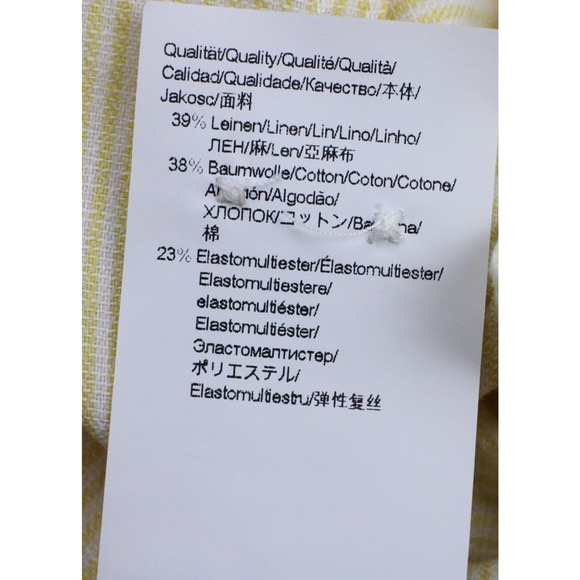 Qualität/Quality/Qualité/Qualità/
Calidad/Qualidade/Качество/本体/
Jakosc/面料
39% Leinen/Linen/Lin/Lino/Linho/
ЛЕН/麻/Len/亞麻布
38% Baumwolle/Cotton/Coton/Cotone/
Algodão/
ХЛОПОК/コットン/
棉
23% Elastomultiester/Élastomultiester/
Elastomultiestere/
elastomultiéster/
Elastomultiéster/
Эластомалтистер/
ポリエステル/
Elastomultiestru/弹性复丝